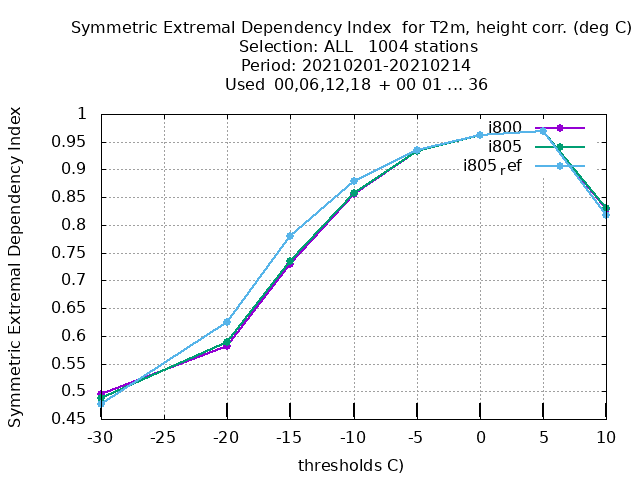 Symmetric Extremal Dependency Index  for T2m, height corr. (deg C)
Selection: ALL   1004 stations
Period: 20210201-20210214
Used  00,06,12,18  + 00 01 ... 36
Symmetric Extremal Dependency Index
1
0.95
0.9
0.85
0.8
0.75
0.7
0.65
0.6
0.55
0.5
0.45
i800
i805
i805ref
-30
-25
-20
-15
-10
-5
0
5
10
thresholds C)